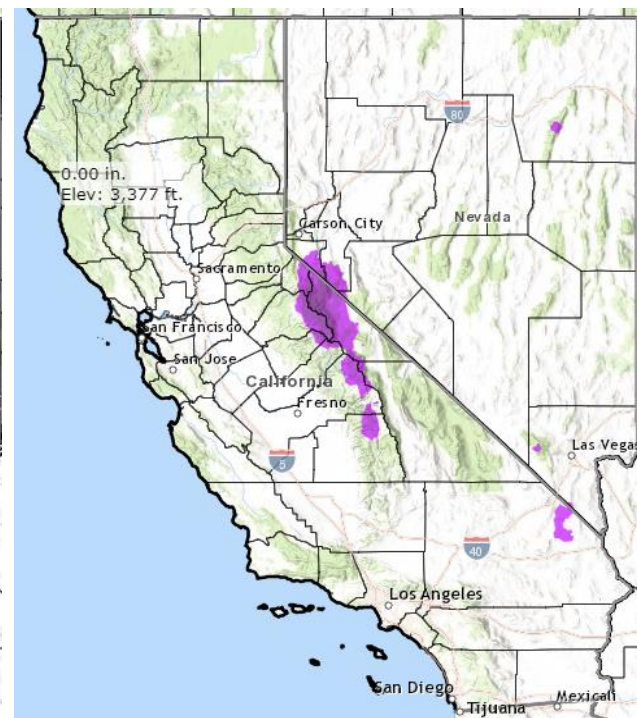 80
0.00 in.
Elev: 3,377 ft.
Nevada
Carson City
Sacramento
San Francisco
San Jose
California
Fresno
5
Las Vegas
40
Los Angeles
San Diego
Tijuana
Mexicali